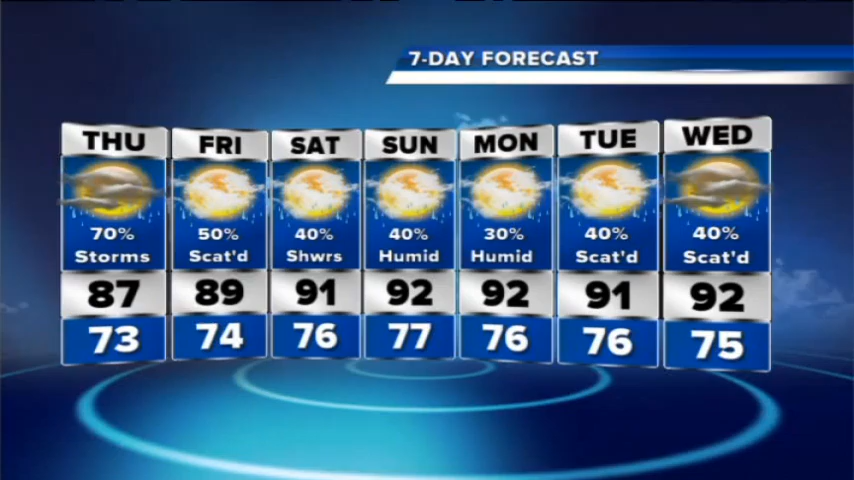 7-DAY FORECAST
THU FRI SAT SUN MON TUE WED
70% 50% 40% 40% 30% 40% 40%
Storms Scat'd Shwrs Humid Humid Scat'd Scat'd
87 89 91 92 92 91 92
73 74 76 77 76 76 75